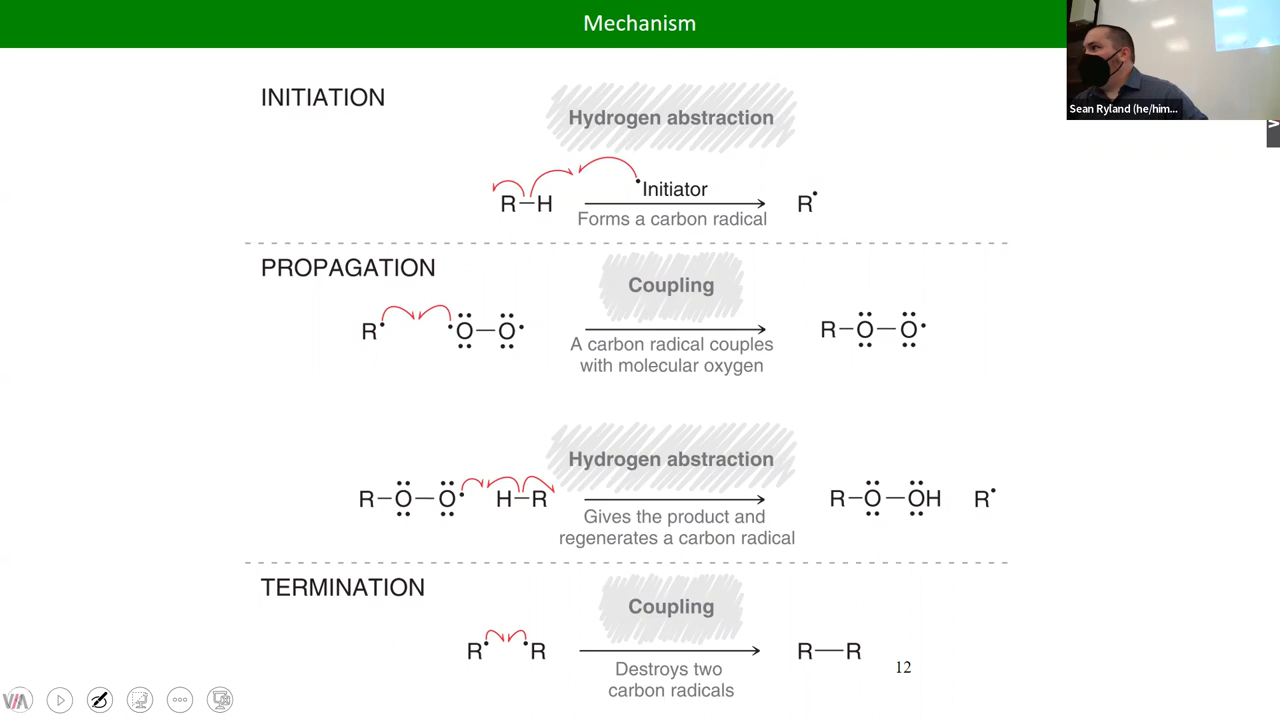 Mechanism
Sean Ryland (he/him...
INITIATION
Hydrogen abstraction
R–H
•Initiator
Forms a carbon radical
R•
PROPAGATION
Coupling
R• •O–O•
A carbon radical couples
with molecular oxygen
R–O–O•
Hydrogen abstraction
R–O–O• H–R
Gives the product and
regenerates a carbon radical
R–O–OH R•
TERMINATION
Coupling
R• •R
Destroys two
carbon radicals
R–R
12